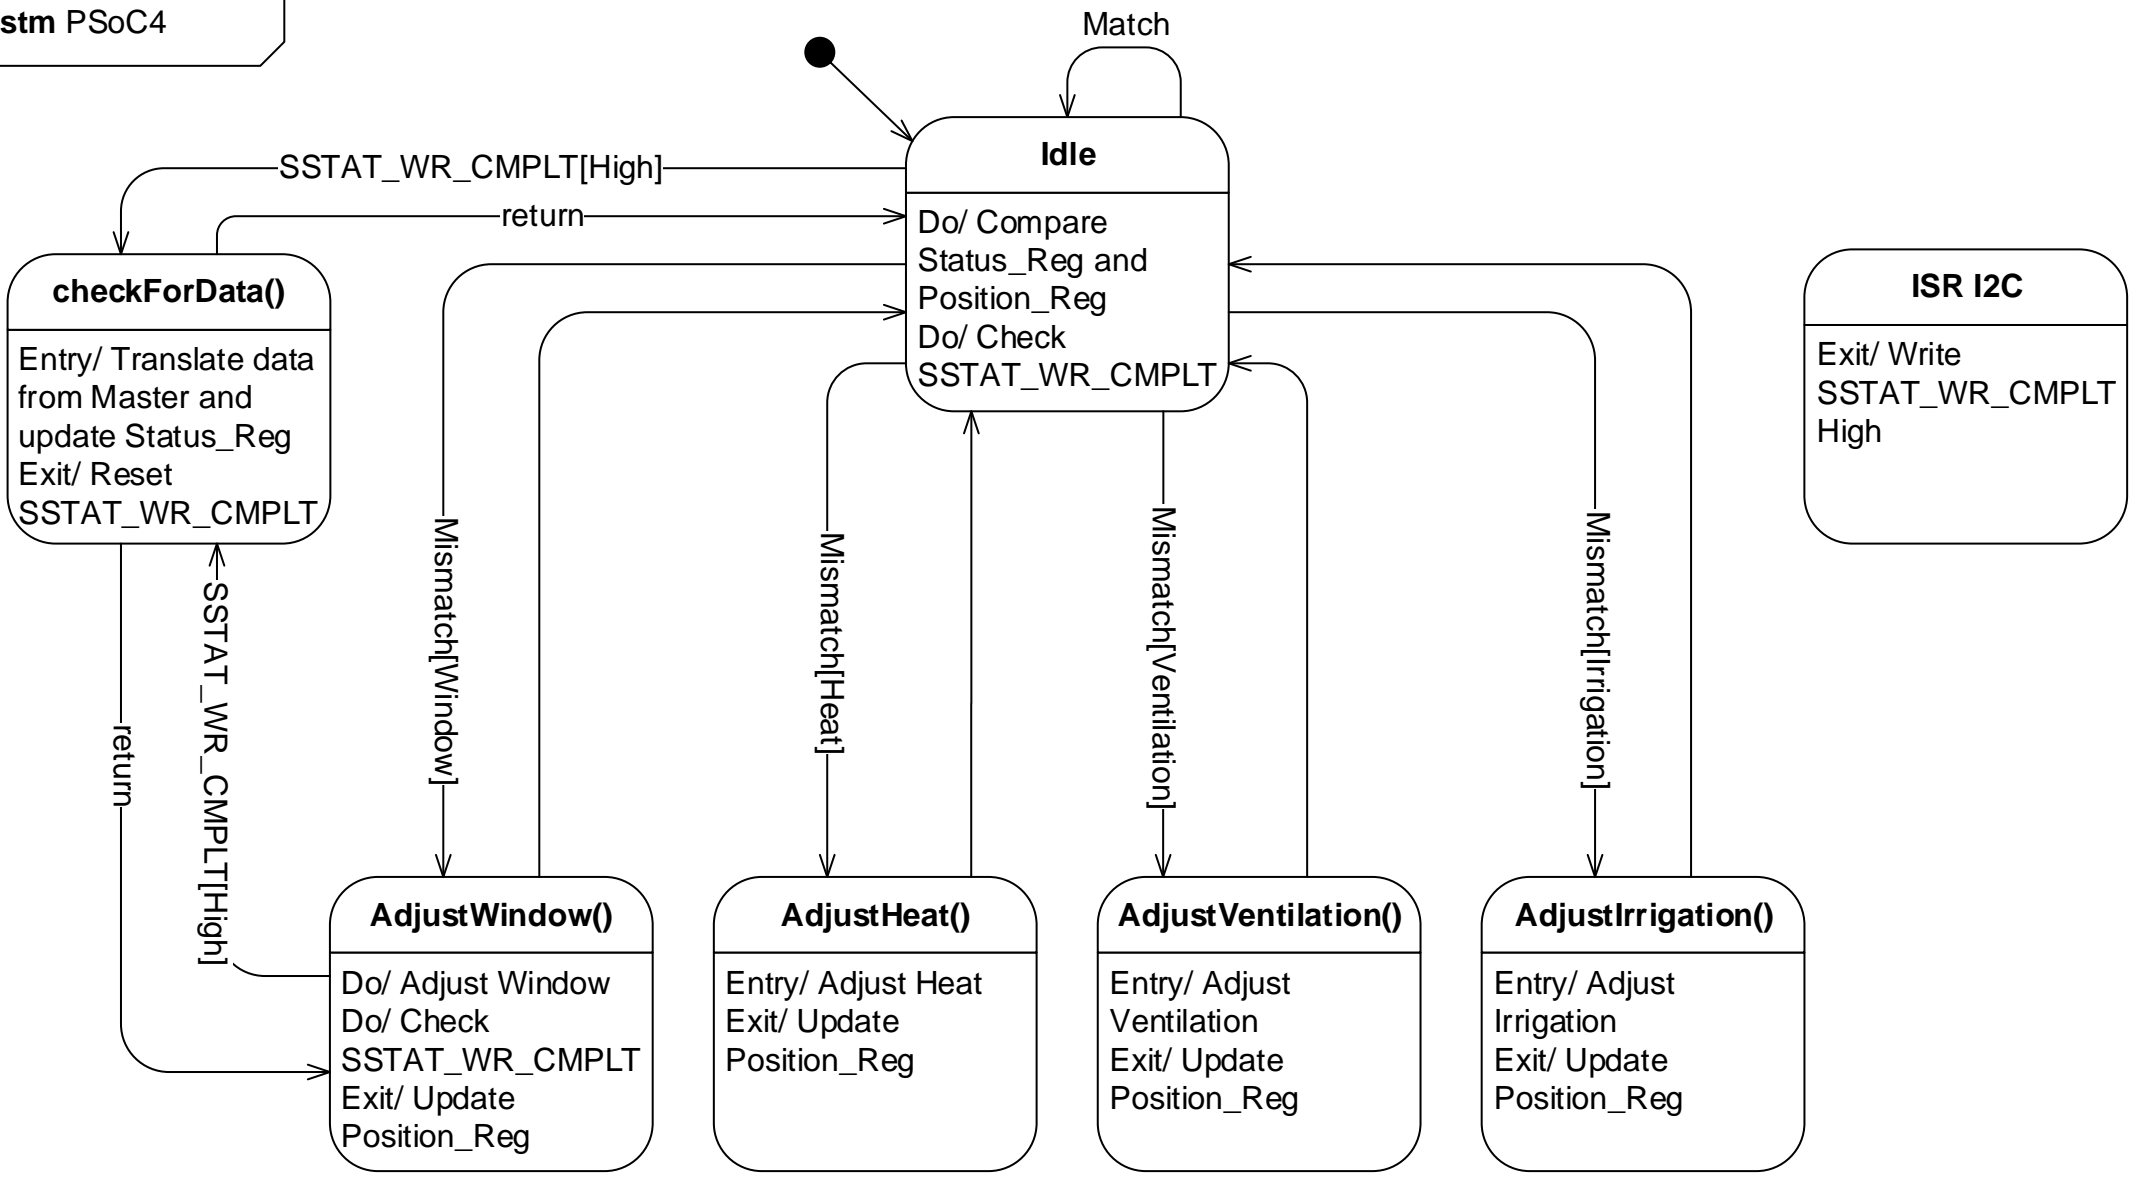 stm PSoC4
Match
Idle
Do/ Compare
Status_Reg and
Position_Reg
Do/ Check
SSTAT_WR_CMPLT
SSTAT_WR_CMPLT[High]
return
checkForData()
Entry/ Translate data
from Master and
update Status_Reg
Exit/ Reset
SSTAT_WR_CMPLT
ISR I2C
Exit/ Write
SSTAT_WR_CMPLT
High
return
SSTAT_WR_CMPLT[High]
Mismatch[Window]
Mismatch[Heat]
Mismatch[Ventilation]
Mismatch[Irrigation]
AdjustWindow()
Do/ Adjust Window
Do/ Check
SSTAT_WR_CMPLT
Exit/ Update
Position_Reg
AdjustHeat()
Entry/ Adjust Heat
Exit/ Update
Position_Reg
AdjustVentilation()
Entry/ Adjust
Ventilation
Exit/ Update
Position_Reg
AdjustIrrigation()
Entry/ Adjust
Irrigation
Exit/ Update
Position_Reg